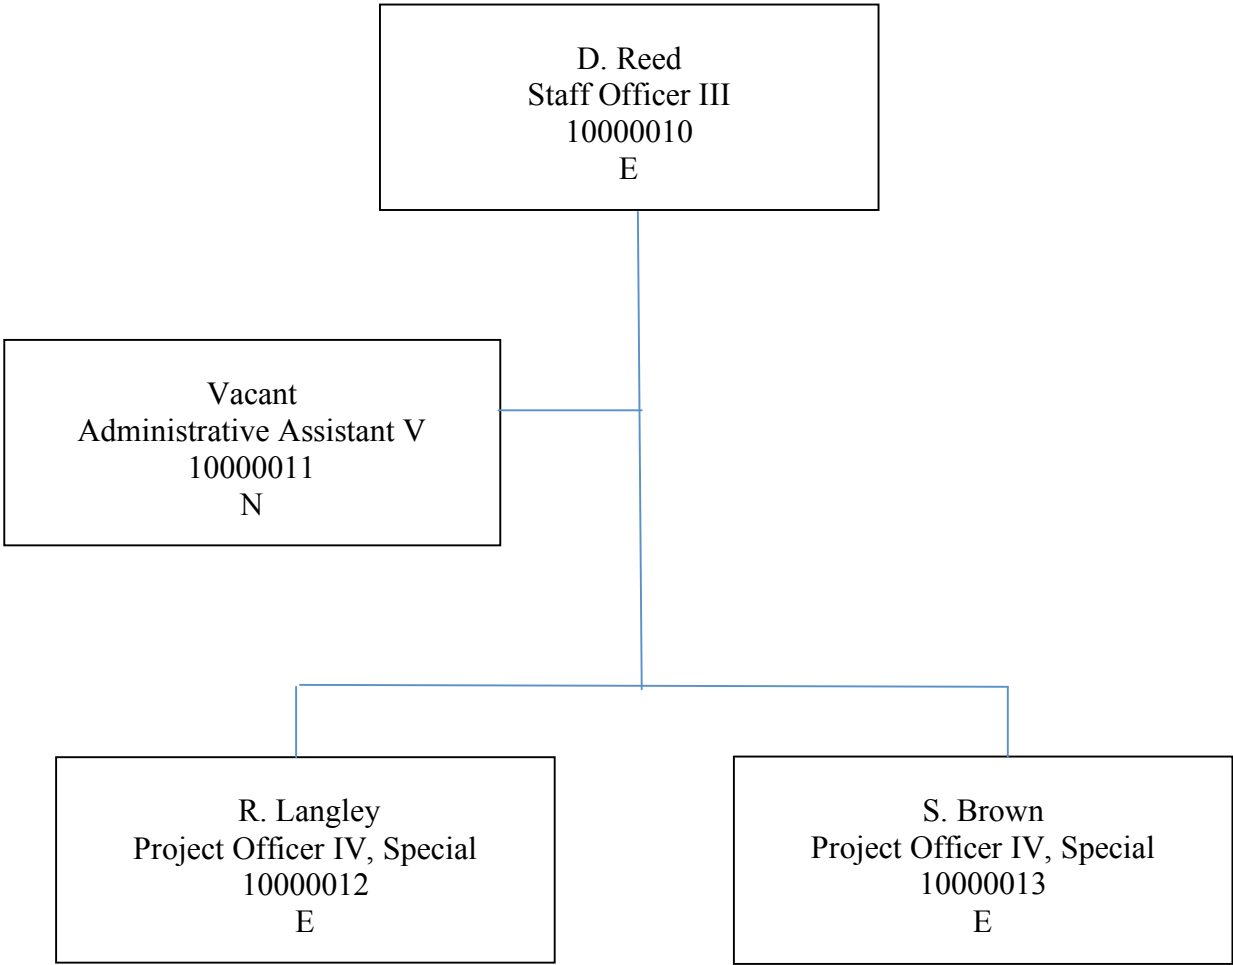 D. Reed
Staff Officer III
10000010
E
Vacant
Administrative Assistant V
10000011
N
R. Langley
Project Officer IV, Special
10000012
E
S. Brown
Project Officer IV, Special
10000013
E